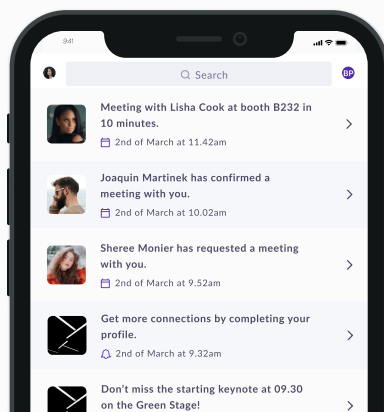 9:41
Search
BP
Meeting with Lisha Cook at booth B232 in
10 minutes.
2nd of March at 11.42am
Joaquin Martinek has confirmed a
meeting with you.
2nd of March at 10.02am
Sheree Monier has requested a meeting
with you.
2nd of March at 9.52am
Get more connections by completing your
profile.
2nd of March at 9.32am
Don't miss the starting keynote at 09.30
on the Green Stage!